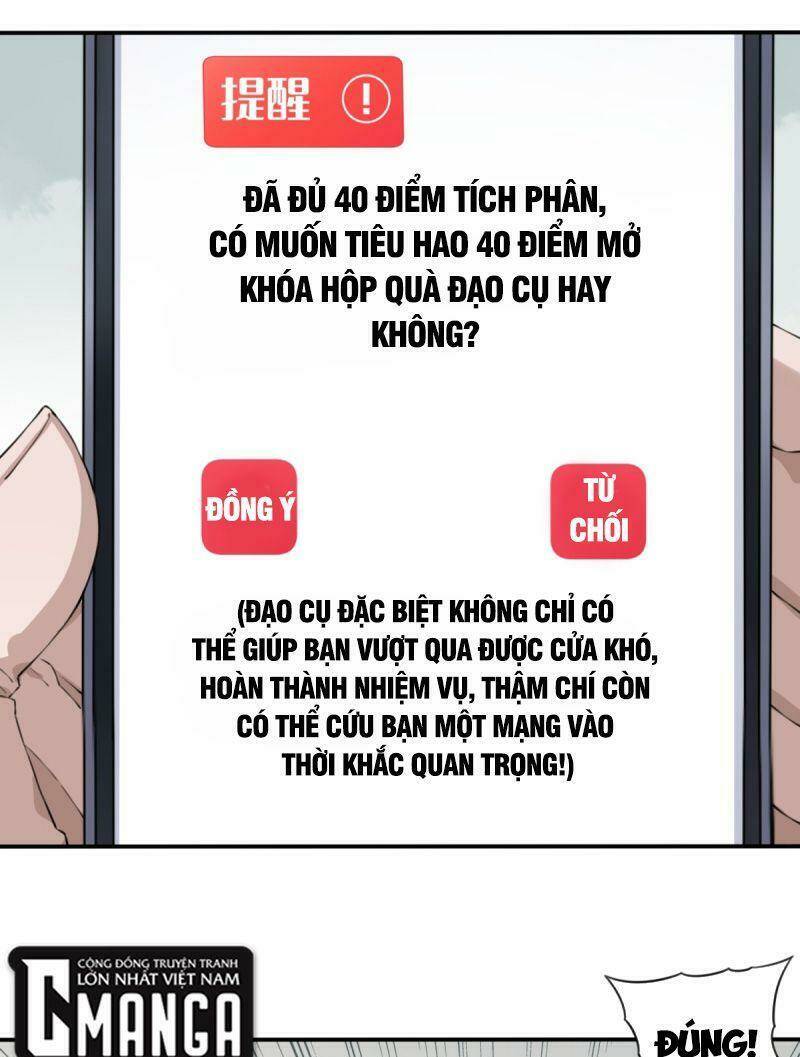 提醒 !
ĐÃ ĐỦ 40 ĐIỂM TÍCH PHÂN,
CÓ MUỐN TIÊU HAO 40 ĐIỂM MỞ
KHÓA HỘP QUÀ ĐẠO CỤ HAY
KHÔNG?
ĐỒNG Ý
TỪ
CHỐI
(ĐẠO CỤ ĐẶC BIỆT KHÔNG CHỈ CÓ
THỂ GIÚP BẠN VƯỢT QUA ĐƯỢC CỬA KHÓ,
HOÀN THÀNH NHIỆM VỤ, THẬM CHÍ CÒN
CÓ THỂ CỨU BẠN MỘT MẠNG VÀO
THỜI KHẮC QUAN TRỌNG!)
CỘNG ĐỒNG TRUYỆN TRANH
LỚN NHẤT VIỆT NAM
CMANGA
ĐÚNG!